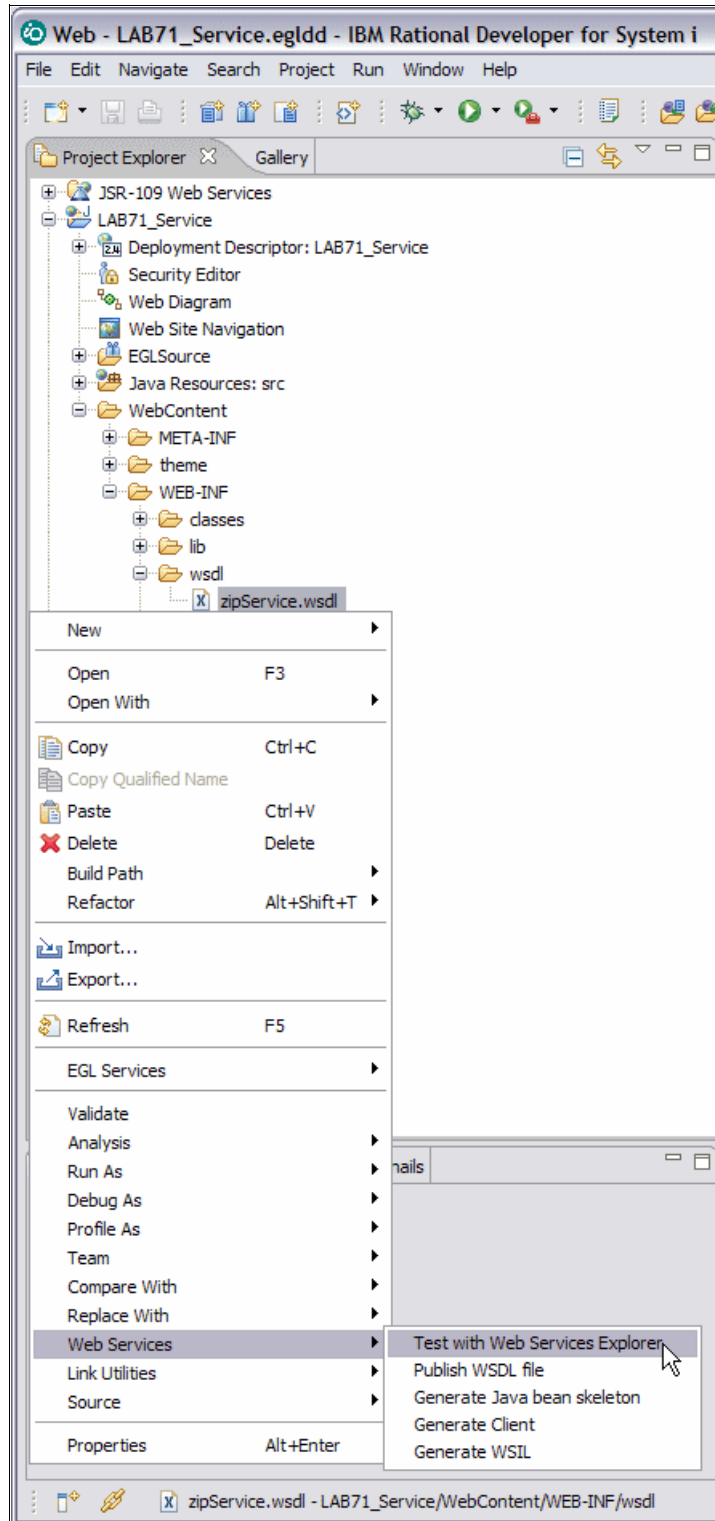 Web - LAB71_Service.egldd - IBM Rational Developer for System i
File Edit Navigate Search Project Run Window Help
Project Explorer Gallery
JSR-109 Web Services
LAB71_Service
2.4 Deployment Descriptor: LAB71_Service
Security Editor
Web Diagram
Web Site Navigation
EGLSource
Java Resources: src
WebContent
META-INF
theme
WEB-INF
classes
lib
wsdl
X zipService.wsdl
New
Open F3
Open With
Copy Ctrl+C
Copy Qualified Name
Paste Ctrl+V
Delete Delete
Build Path
Refactor Alt+Shift+T
Import...
Export...
Refresh F5
EGL Services
Validate
Analysis
nails
Run As
Debug As
Profile As
Team
Compare With
Replace With
Web Services
Test with Web Services Explorer
Publish WSDL file
Generate Java bean skeleton
Generate Client
Generate WSIL
Link Utilities
Source
Properties Alt+Enter
X zipService.wsdl - LAB71_Service/WebContent/WEB-INF/wsdl